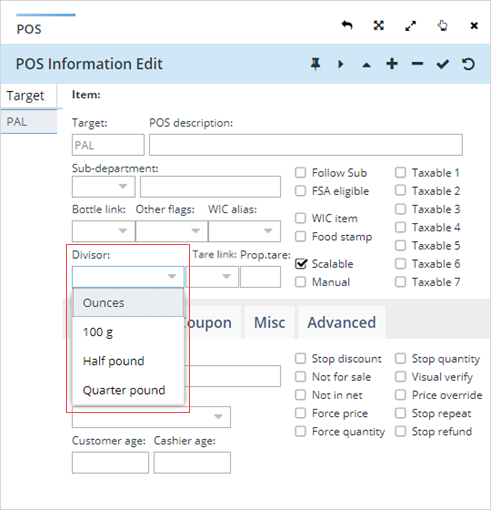 POS
POS Information Edit
Target
Item:
PAL
Target: POS description:
PAL
Sub-department:
Follow Sub Taxable 1
FSA eligible Taxable 2
Bottle link: Other flags: WIC alias:
WIC item Taxable 3
Food stamp Taxable 4
Taxable 5
Divisor: Tare link: Prop.tare:
Scalable Taxable 6
Manual Taxable 7
Ounces
100 g
Half pound
Quarter pound
oupon Misc Advanced
Stop discount Stop quantity
Not for sale Visual verify
Not in net Price override
Force price Stop repeat
Force quantity Stop refund
Customer age: Cashier age: